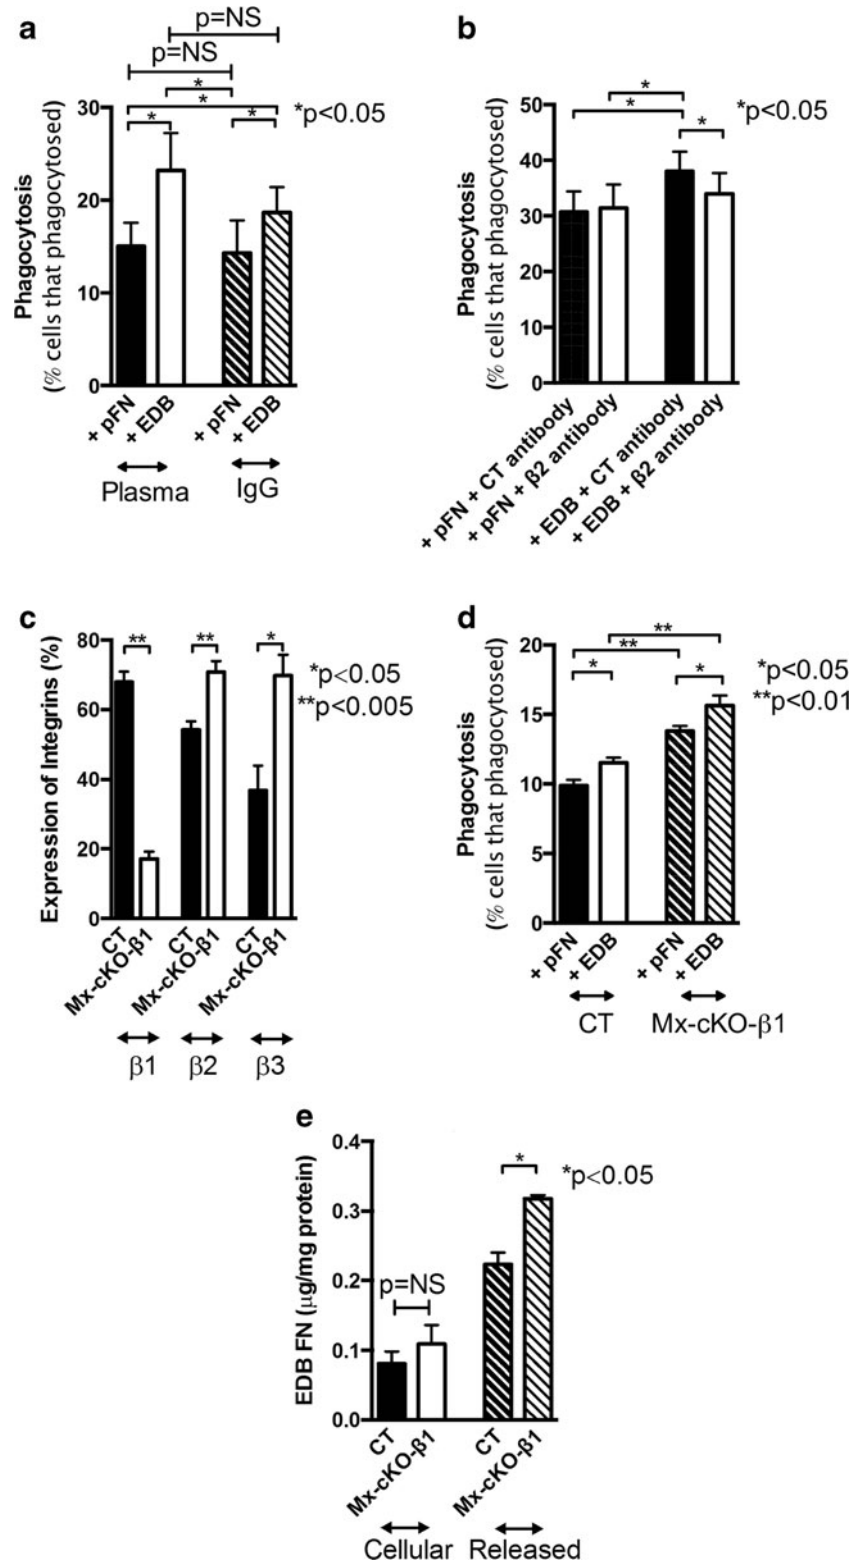 a
p=NS
p=NS
*
*
*
*
*p<0.05
Phagocytosis
(% cells that phagocytosed)
30
20
10
0
+ pFN
+ EDB
+ pFN
+ EDB
Plasma
IgG
b
*
*
*
*p<0.05
Phagocytosis
(% cells that phagocytosed)
50
40
30
20
10
0
+ pFN + CT antibody
+ pFN + β2 antibody
+ EDB + CT antibody
+ EDB + β2 antibody
c
**
**
*
*p<0.05
**p<0.005
Expression of Integrins (%)
80
60
40
20
0
CT
Mx-cKO-β1
CT
Mx-cKO-β1
CT
Mx-cKO-β1
β1
β2
β3
d
**
**
*
*
*p<0.05
**p<0.01
Phagocytosis
(% cells that phagocytosed)
20
15
10
5
0
+ pFN
+ EDB
+ pFN
+ EDB
CT
Mx-cKO-β1
e
*
*p<0.05
p=NS
EDB FN (µg/mg protein)
0.4
0.3
0.2
0.1
0.0
CT
Mx-cKO-β1
CT
Mx-cKO-β1
Cellular
Released